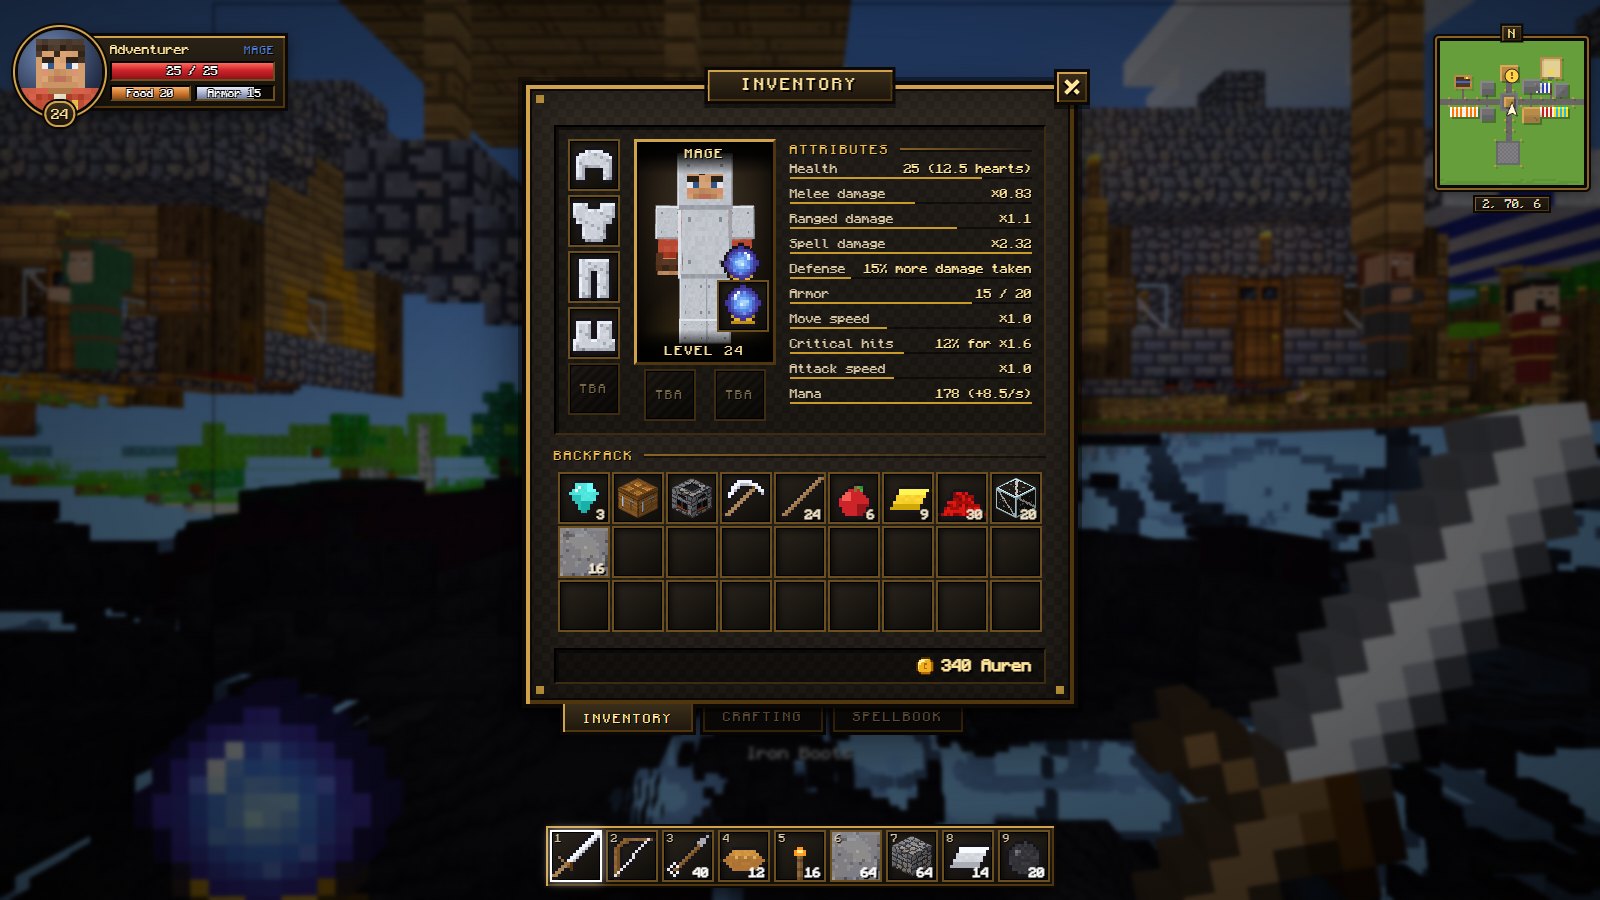 Adventurer MAGE
25 / 25
Food 20 Armor 15
24
N
2, 70, 6
INVENTORY
MAGE
LEVEL 24
TBA
TBA
TBA
ATTRIBUTES
Health 25 (12.5 hearts)
Melee damage x0.83
Ranged damage x1.1
Spell damage x2.32
Defense 15% more damage taken
Armor 15 / 20
Move speed x1.0
Critical hits 12% for x1.6
Attack speed x1.0
Mana 178 (+8.5/s)
BACKPACK
3 24 6 9 30 20
16
340 Auren
INVENTORY CRAFTING SPELLBOOK
Iron Boots
1 2 3 4 5 6 7 8 9
40 12 16 64 64 14 20